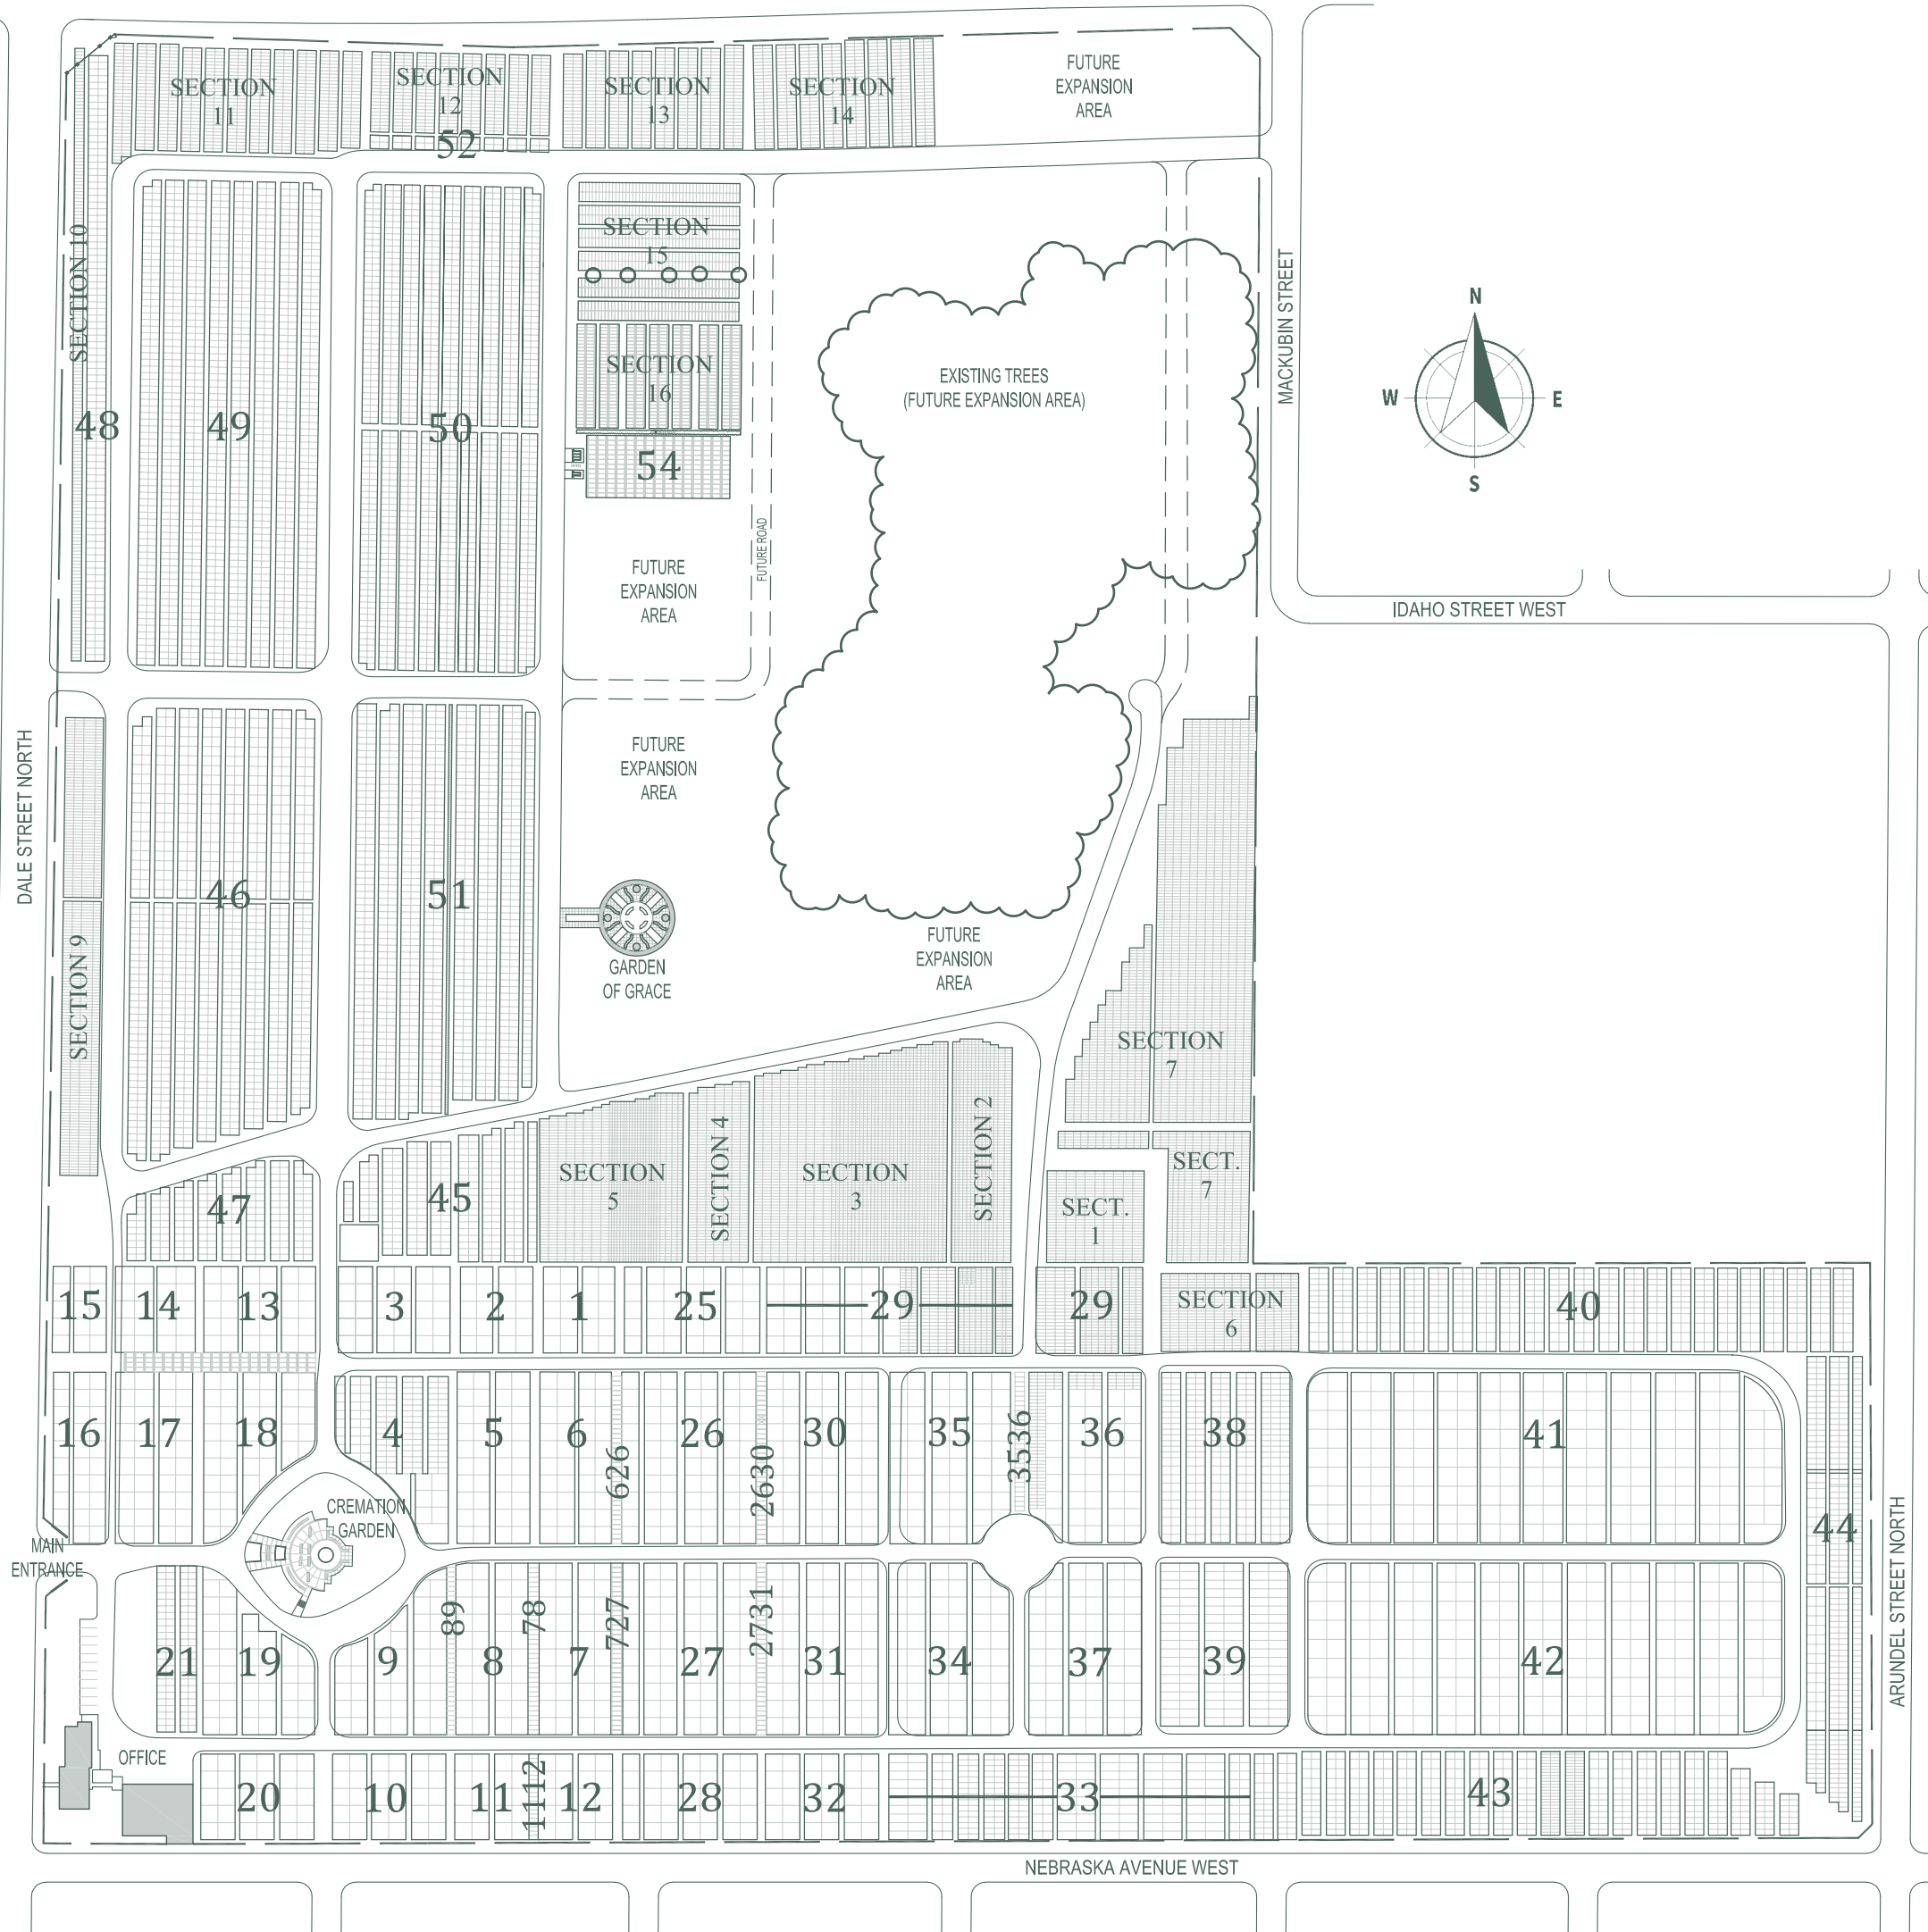 SECTION
11
SECTION
12
52
SECTION
13
SECTION
14
FUTURE
EXPANSION
AREA
SECTION 10
48
49
50
SECTION
15
SECTION
16
54
FUTURE
EXPANSION
AREA
FUTURE ROAD
EXISTING TREES
(FUTURE EXPANSION AREA)
MACKUBIN STREET
N
W
E
S
IDAHO STREET WEST
DALE STREET NORTH
SECTION 9
46
51
FUTURE
EXPANSION
AREA
GARDEN
OF GRACE
FUTURE
EXPANSION
AREA
SECTION
7
47
45
SECTION
5
SECTION 4
SECTION
3
SECTION 2
SECT.
7
SECT.
1
15
14
13
3
2
1
25
29
29
SECTION
6
40
16
17
18
4
5
6
626
26
2630
30
35
3536
36
38
41
44
CREMATION
GARDEN
MAIN
ENTRANCE
ARUNDEL STREET NORTH
21
19
9
89
8
78
7
727
27
2731
31
34
37
39
42
OFFICE
20
10
11
1112
12
28
32
33
43
NEBRASKA AVENUE WEST